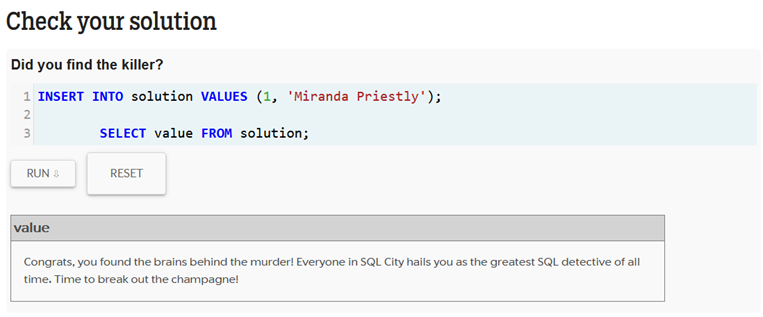 Check your solution
Did you find the killer?
1 INSERT INTO solution VALUES (1, 'Miranda Priestly');
2
3 SELECT value FROM solution;
RUN ⇩
RESET
value
Congrats, you found the brains behind the murder! Everyone in SQL City hails you as the greatest SQL detective of all
time. Time to break out the champagne!